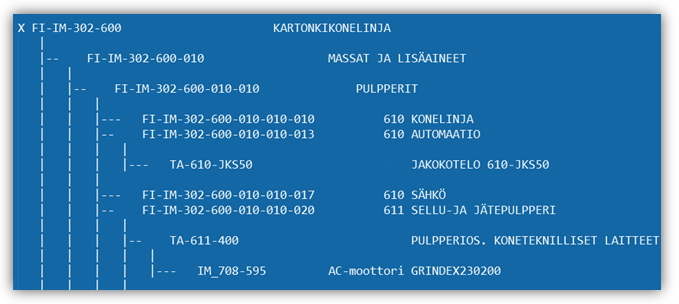 X FI-IM-302-600 KARTONKIKONELINJA
FI-IM-302-600-010 MASSAT JA LISÄAINEET
FI-IM-302-600-010-010 PULPPERIT
FI-IM-302-600-010-010-010 610 KONELINJA
FI-IM-302-600-010-010-013 610 AUTOMAATIO
TA-610-JKS50 JAKOKOTELO 610-JKS50
FI-IM-302-600-010-010-017 610 SÄHKÖ
FI-IM-302-600-010-010-020 611 SELLU-JA JÄTEPULPPERI
TA-611-400 PULPPERIOS. KONETEKNILLISET LAITTEET
IM_708-595 AC-moottori GRINDEX230200